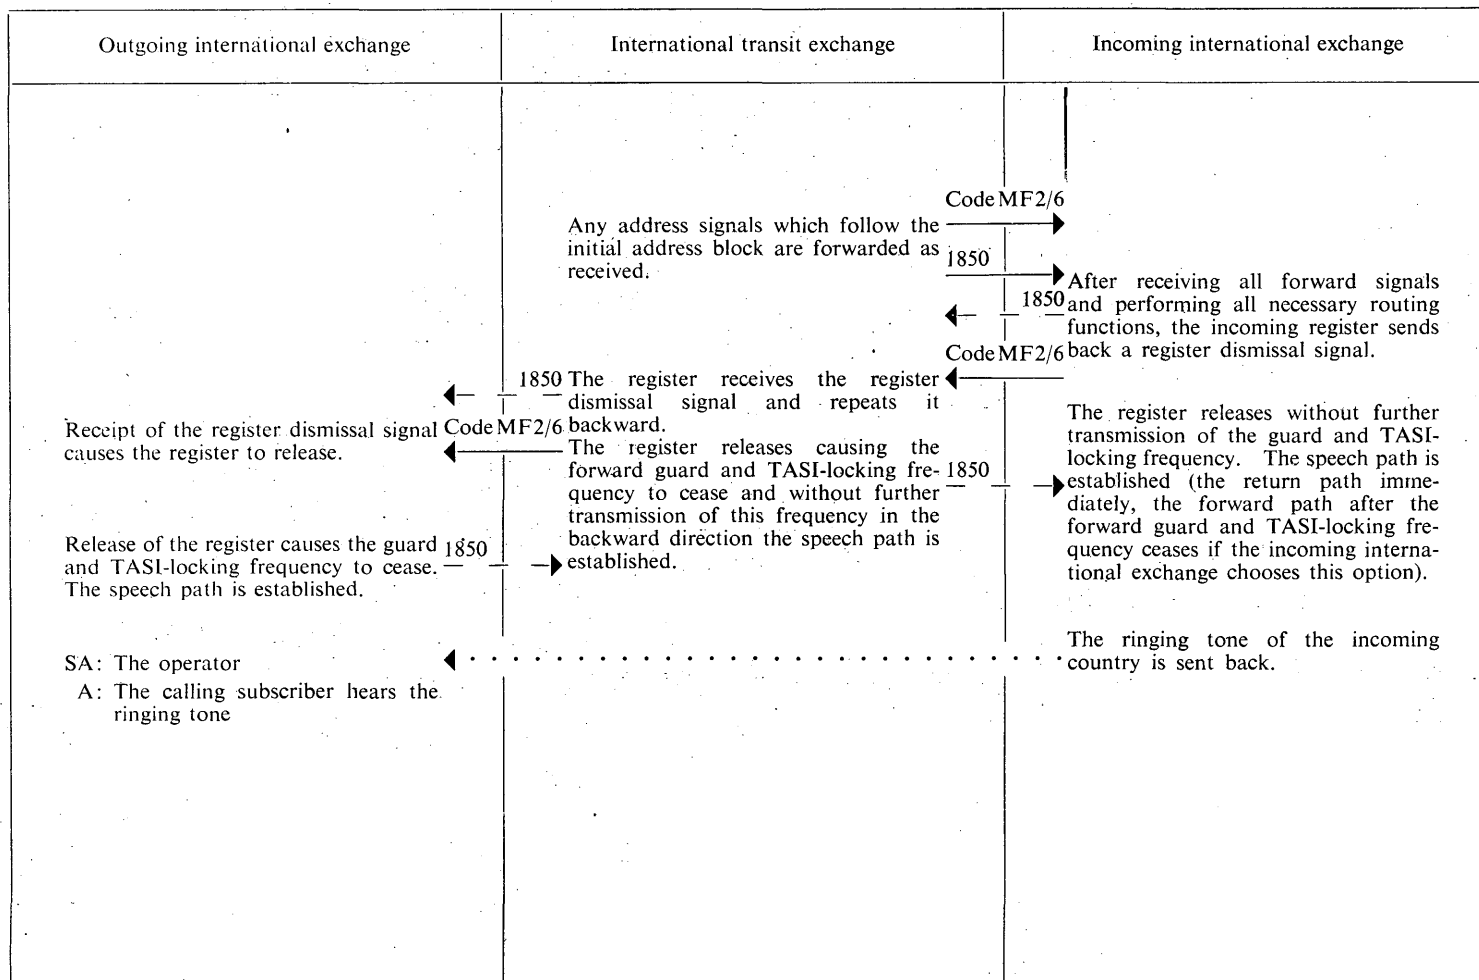 Outgoing international exchange
International transit exchange
Incoming international exchange
Code MF2/6
Any address signals which follow the
initial address block are forwarded as
received.
1850
After receiving all forward signals
and performing all necessary routing
functions, the incoming register sends
back a register dismissal signal.
1850
Code MF2/6
1850
The register receives the register
dismissal signal and repeats it
backward.
Code MF2/6
Receipt of the register dismissal signal
causes the register to release.
The register releases causing the
forward guard and TASI-locking fre-
quency to cease and without further
transmission of this frequency in the
backward direction the speech path is
established.
1850
The register releases without further
transmission of the guard and TASI-
locking frequency. The speech path is
established (the return path imme-
diately, the forward path after the
forward guard and TASI-locking fre-
quency ceases if the incoming interna-
tional exchange chooses this option).
Release of the register causes the guard
and TASI-locking frequency to cease.
The speech path is established.
1850
The ringing tone of the incoming
country is sent back.
SA: The operator
A: The calling subscriber hears the
ringing tone